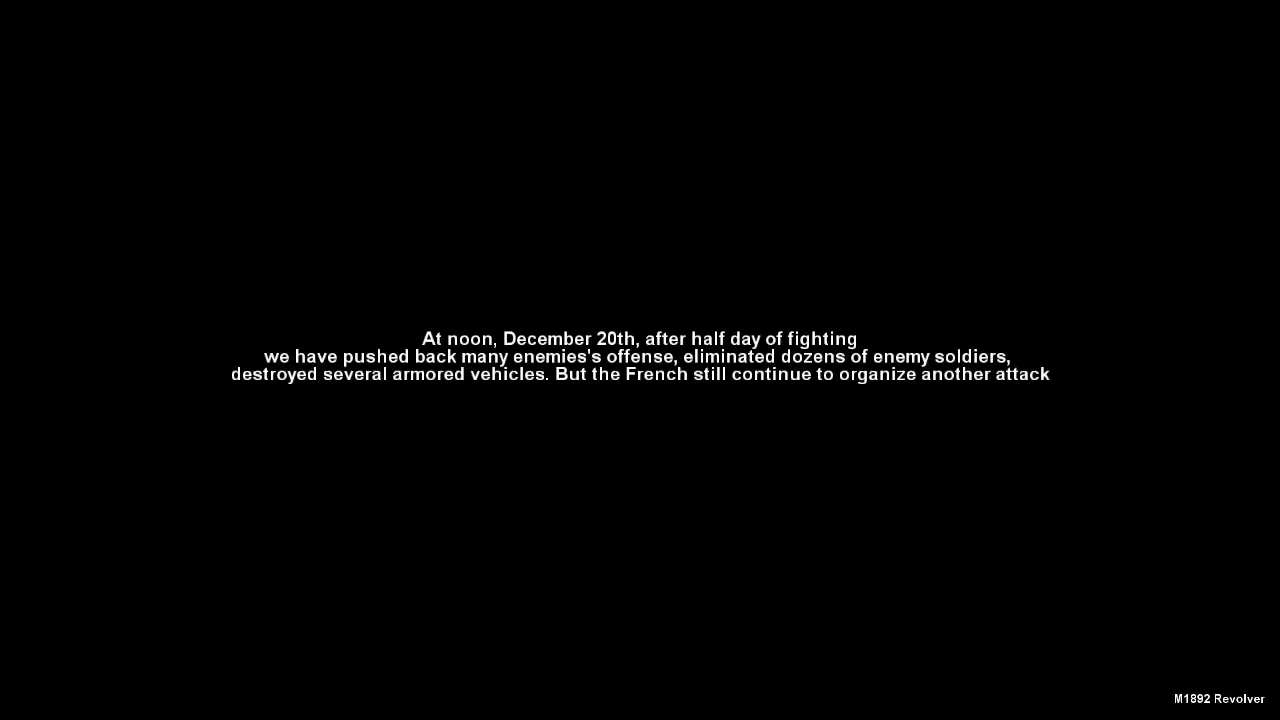 At noon, December 20th, after half day of fighting
we have pushed back many enemies's offense, eliminated dozens of enemy soldiers,
destroyed several armored vehicles. But the French still continue to organize another attack
M1892 Revolver